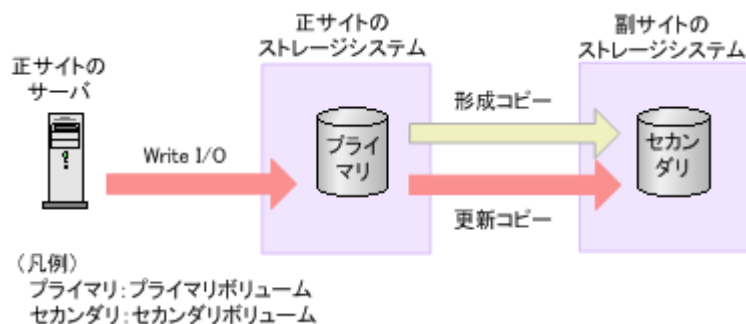 正サイトの
サーバ
正サイトの
ストレージシステム
副サイトの
ストレージシステム
Write I/O
プライ
マリ
形成コピー
更新コピー
セカン
ダリ
(凡例)
プライマリ:プライマリボリューム
セカンダリ:セカンダリボリューム